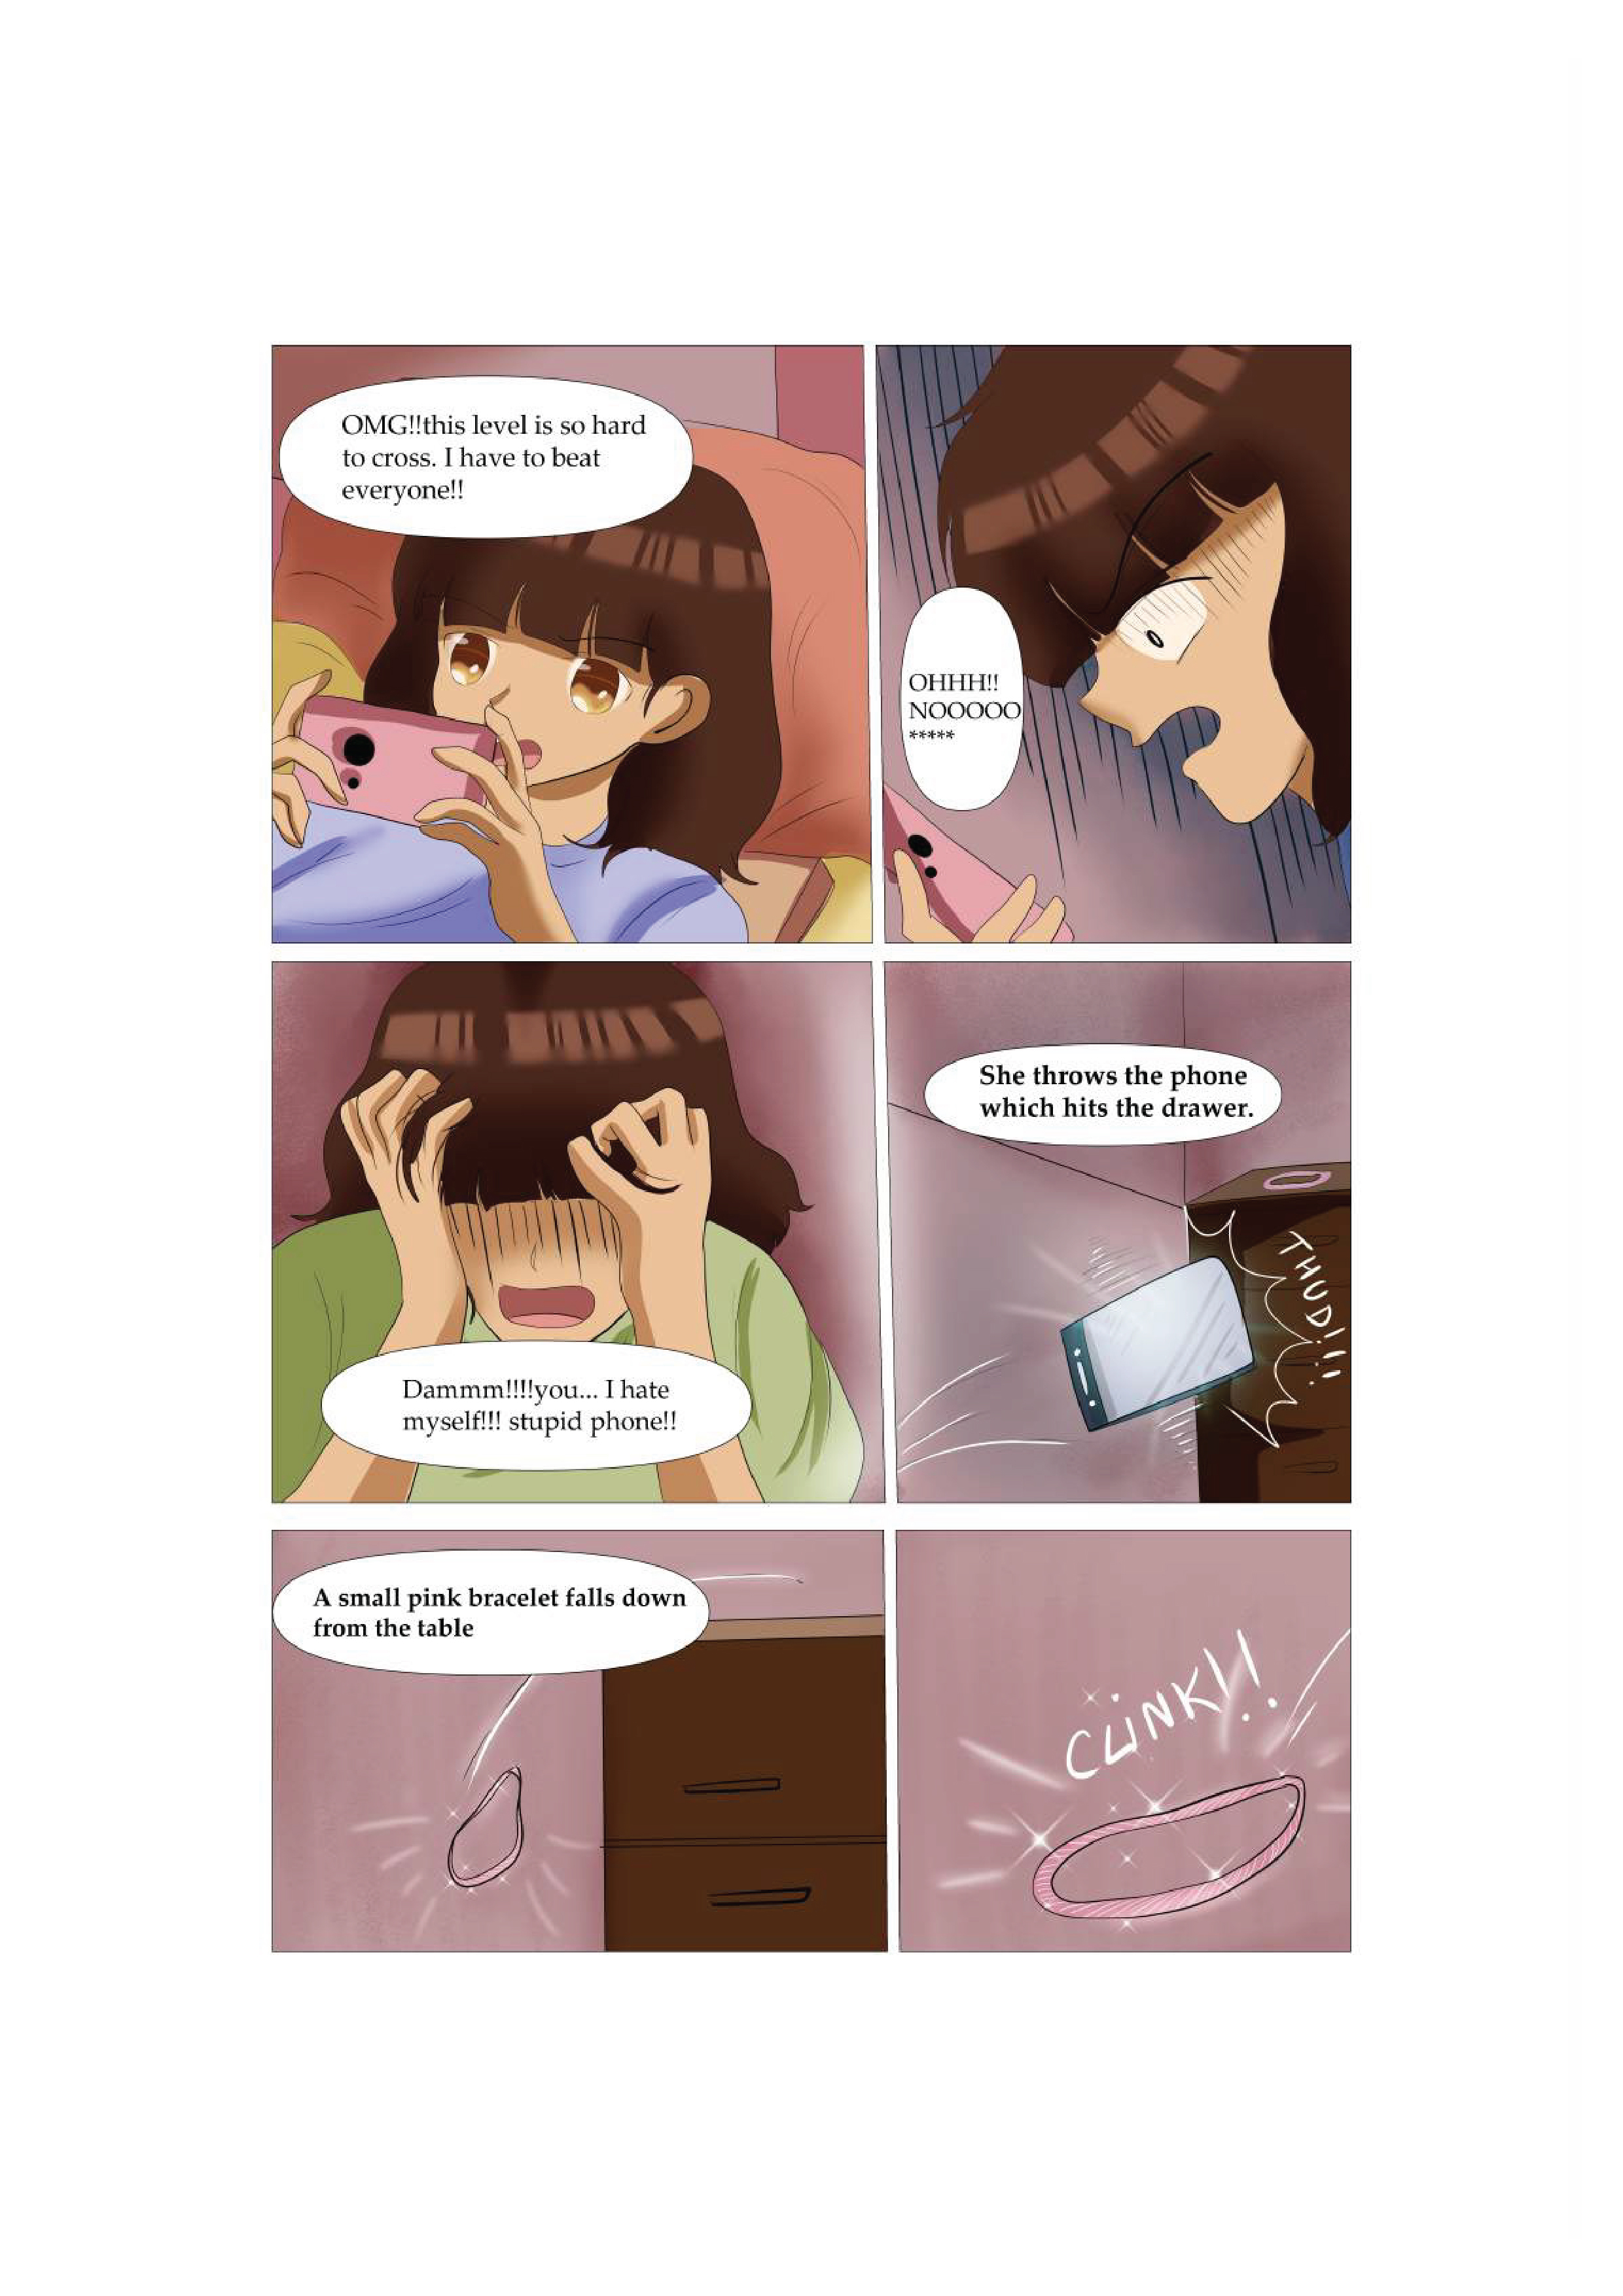 OMG!!this level is so hard
to cross. I have to beat
everyone!!
OHHH!!
NOOOOO
*****
Dammm!!!!you... I hate
myself!!! stupid phone!!
She throws the phone
which hits the drawer.
THUD!!!
A small pink bracelet falls down
from the table
CLINK!!